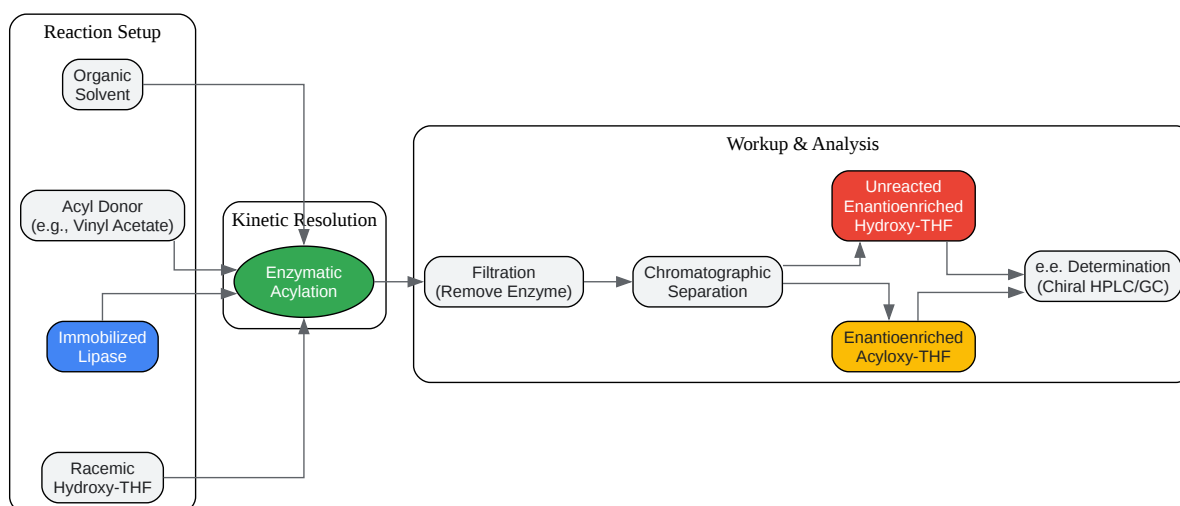 Reaction Setup
Organic
Solvent
Acyl Donor
(e.g., Vinyl Acetate)
Immobilized
Lipase
Racemic
Hydroxy-THF
Kinetic Resolution
Enzymatic
Acylation
Workup & Analysis
Filtration
(Remove Enzyme)
Chromatographic
Separation
Unreacted
Enantioenriched
Hydroxy-THF
Enantioenriched
Acyloxy-THF
e.e. Determination
(Chiral HPLC/GC)